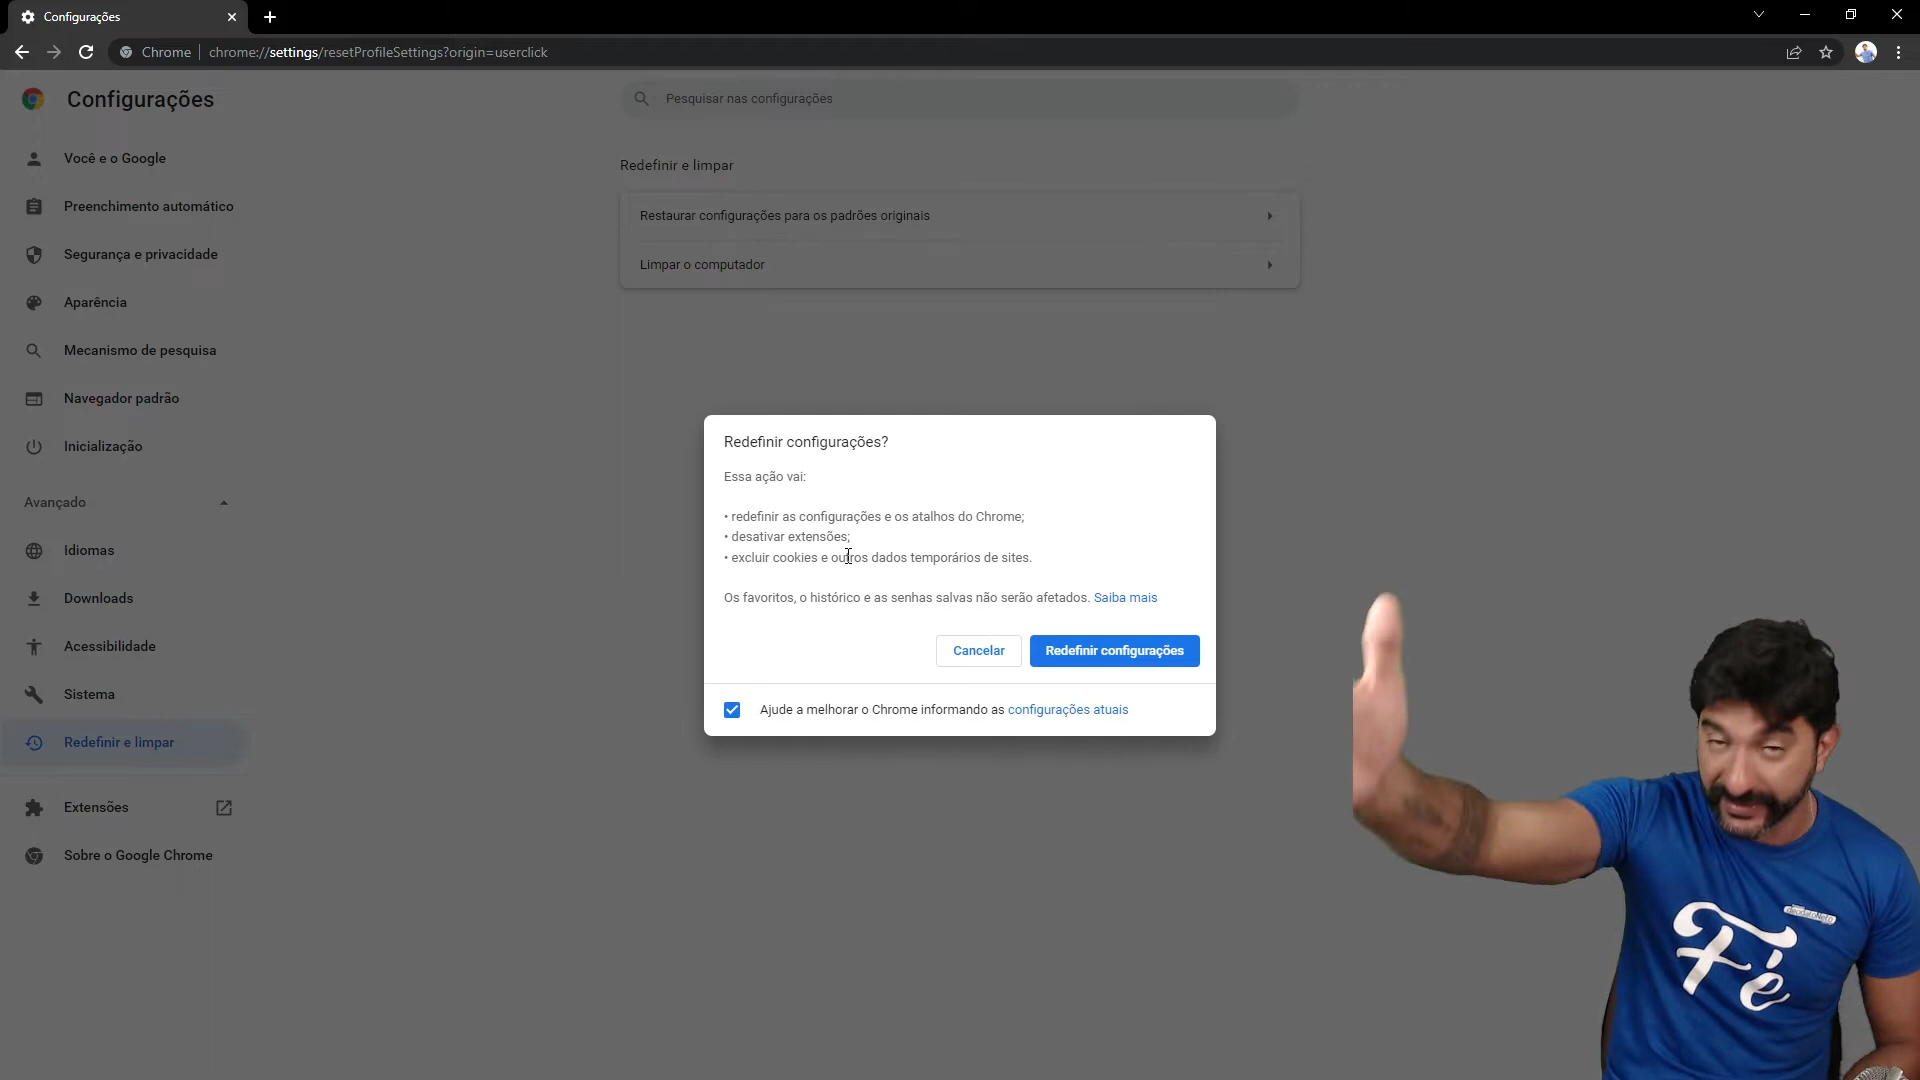 Configurações
Chrome
chrome://settings/resetProfileSettings?origin=userclick
Configurações
Pesquisar nas configurações
Você e o Google
Preenchimento automático
Segurança e privacidade
Aparência
Mecanismo de pesquisa
Navegador padrão
Inicialização
Avançado
Idiomas
Downloads
Acessibilidade
Sistema
Redefinir e limpar
Extensões
Sobre o Google Chrome
Redefinir e limpar
Restaurar configurações para os padrões originais
Limpar o computador
Redefinir configurações?
Essa ação vai:
• redefinir as configurações e os atalhos do Chrome;
• desativar extensões;
• excluir cookies e outros dados temporários de sites.
Os favoritos, o histórico e as senhas salvas não serão afetados. Saiba mais
Cancelar
Redefinir configurações
Ajude a melhorar o Chrome informando as configurações atuais
Fé